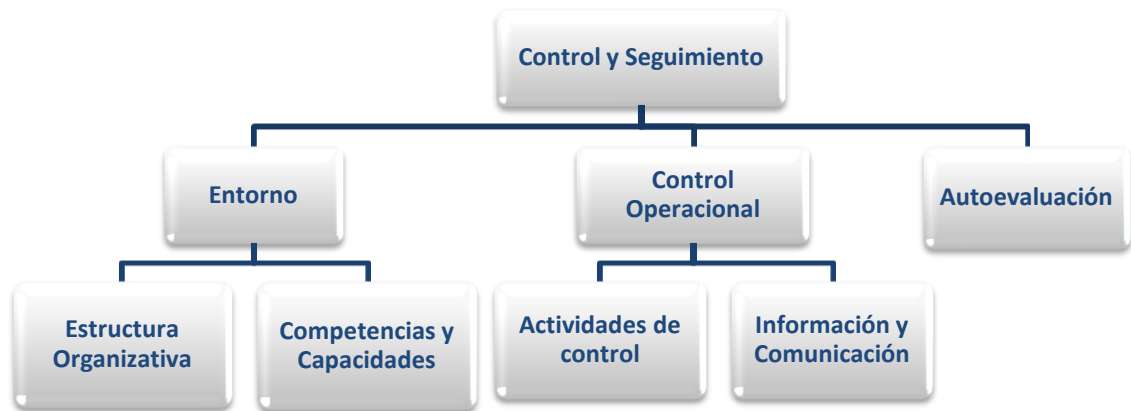 Control y Seguimiento
Entorno
Control
Operacional
Autoevaluación
Estructura
Organizativa
Competencias y
Capacidades
Actividades de
control
Información y
Comunicación